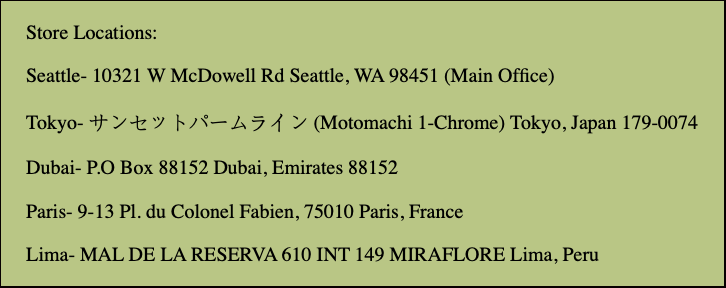 Store Locations:
Seattle- 10321 W McDowell Rd Seattle, WA 98451 (Main Office)
Tokyo- サンセットパームライン (Motomachi 1-Chrome) Tokyo, Japan 179-0074
Dubai- P.O Box 88152 Dubai, Emirates 88152
Paris- 9-13 Pl. du Colonel Fabien, 75010 Paris, France
Lima- MAL DE LA RESERVA 610 INT 149 MIRAFLORE Lima, Peru